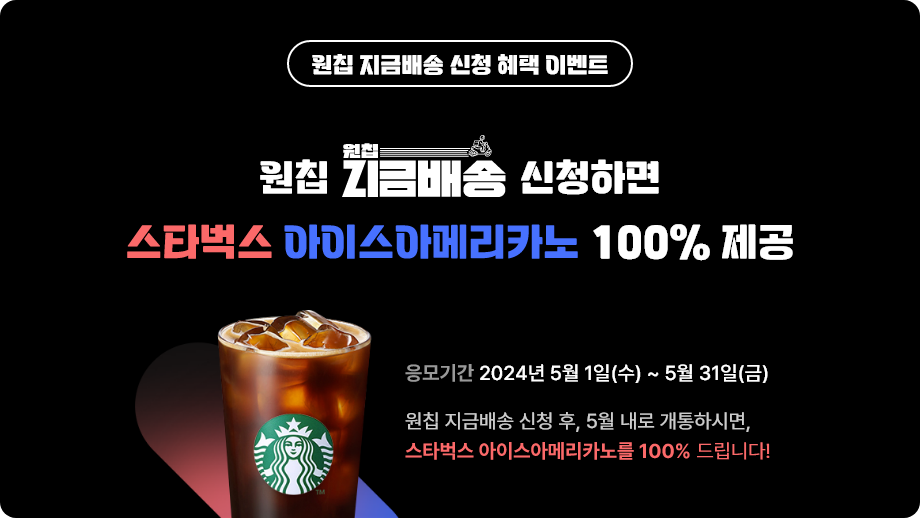 원칩 지금배송 신청 혜택 이벤트
원칩
원칩 지금배송 신청하면
스타벅스 아이스아메리카노 100% 제공
응모기간 2024년 5월 1일(수) ~ 5월 31일(금)
원칩 지금배송 신청 후, 5월 내로 개통하시면,
스타벅스 아이스아메리카노를 100% 드립니다!
TM